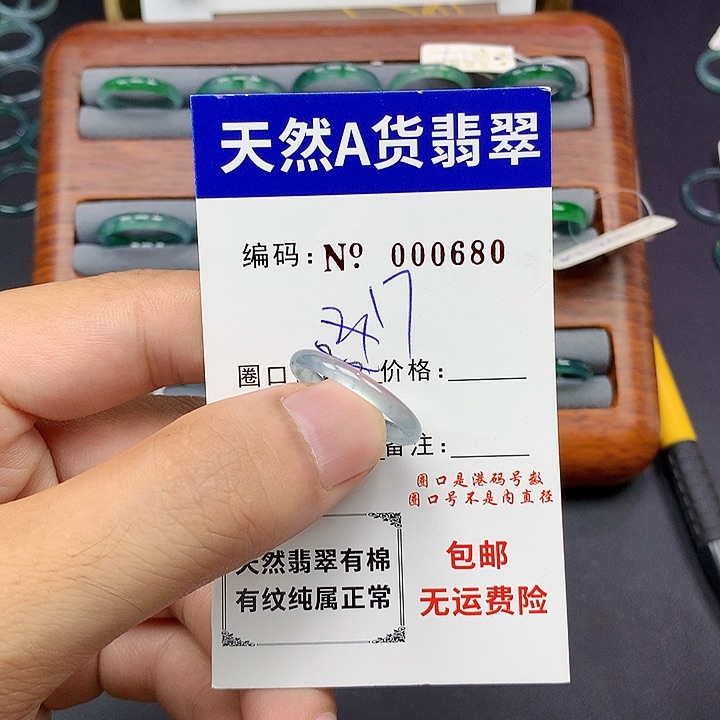 天然A货翡翠
编码:Nº 000680
17
圈口 价格:
备注:
圈口是港码号数
圈口号不是内直径
天然翡翠有棉
有纹纯属正常
包邮
无运费险